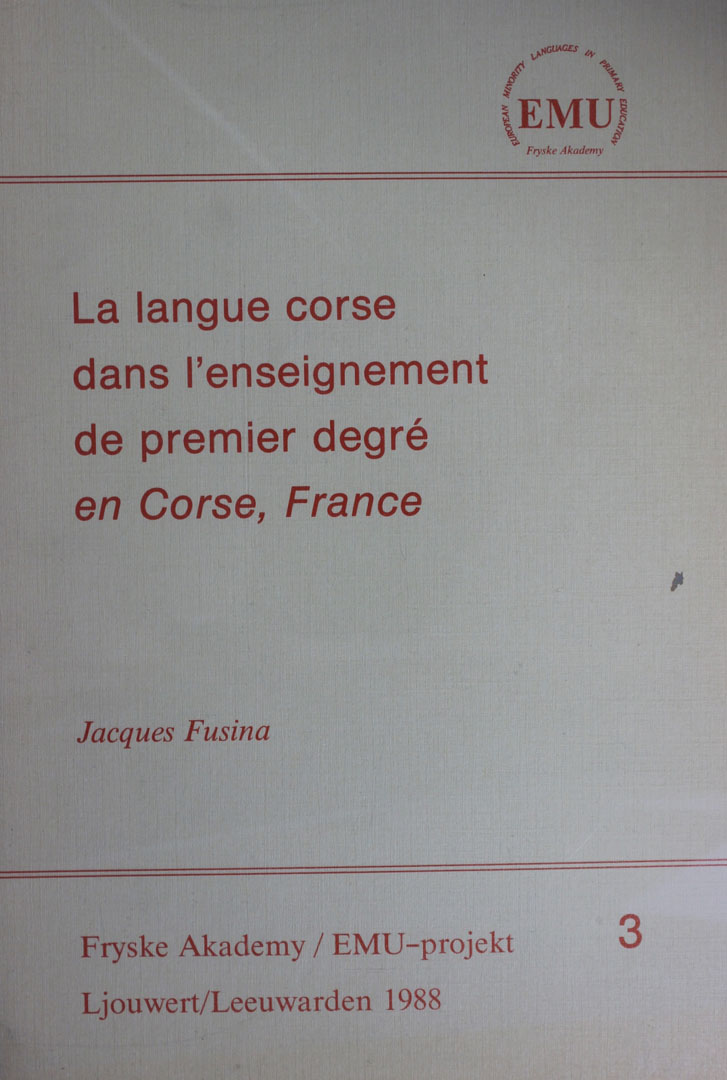 EUROPEAN MINORITY LANGUAGES IN PRIMARY EDUCATION
EMU
Fryske Akademy
La langue corse
dans l'enseignement
de premier degré
en Corse, France
Jacques Fusina
Fryske Akademy / EMU-projekt
3
Ljouwert/Leeuwarden 1988